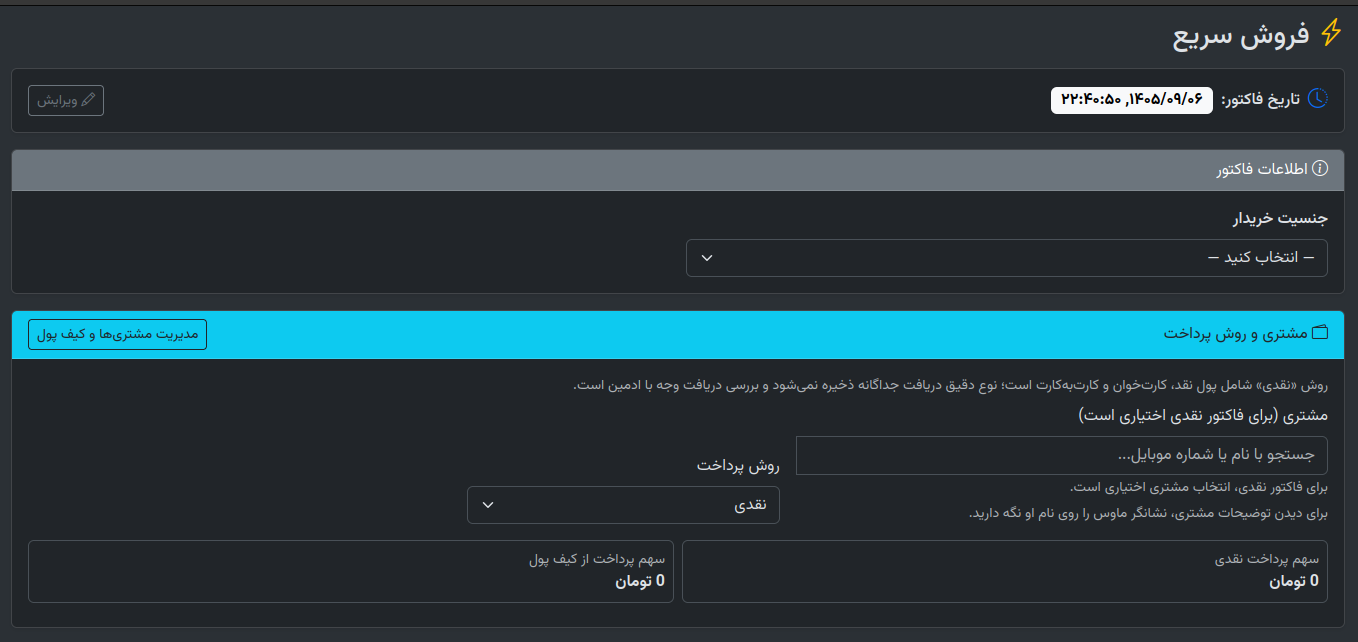 فروش سریع
تاریخ فاکتور: ۱۴۰۵/۰۹/۰۶, ۲۲:۴۰:۵۰
ویرایش
اطلاعات فاکتور
جنسیت خریدار
— انتخاب کنید —
مشتری و روش پرداخت
مدیریت مشتری‌ها و کیف پول
روش «نقدی» شامل پول نقد، کارت‌خوان و کارت‌به‌کارت است؛ نوع دقیق دریافت جداگانه ذخیره نمی‌شود و بررسی دریافت وجه با ادمین است.
مشتری (برای فاکتور نقدی اختیاری است)
جستجو با نام یا شماره موبایل...
برای فاکتور نقدی، انتخاب مشتری اختیاری است.
برای دیدن توضیحات مشتری، نشانگر ماوس را روی نام او نگه دارید.
روش پرداخت
نقدی
سهم پرداخت نقدی
0 تومان
سهم پرداخت از کیف پول
0 تومان